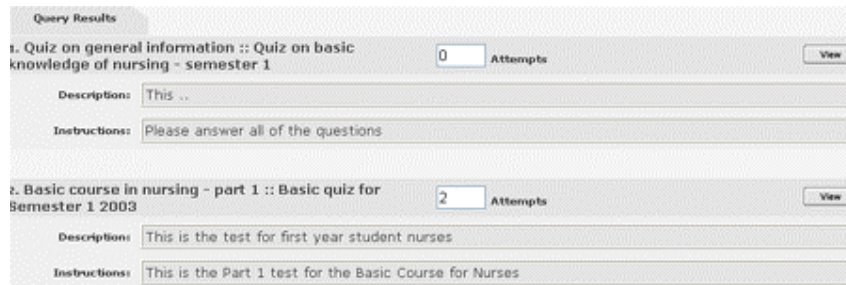 Query Results
. Quiz on general information :: Quiz on basic
knowledge of nursing - semester 1
0 Attempts View
Description: This ..
Instructions: Please answer all of the questions
. Basic course in nursing - part 1 :: Basic quiz for
Semester 1 2003
2 Attempts View
Description: This is the test for first year student nurses
Instructions: This is the Part 1 test for the Basic Course for Nurses